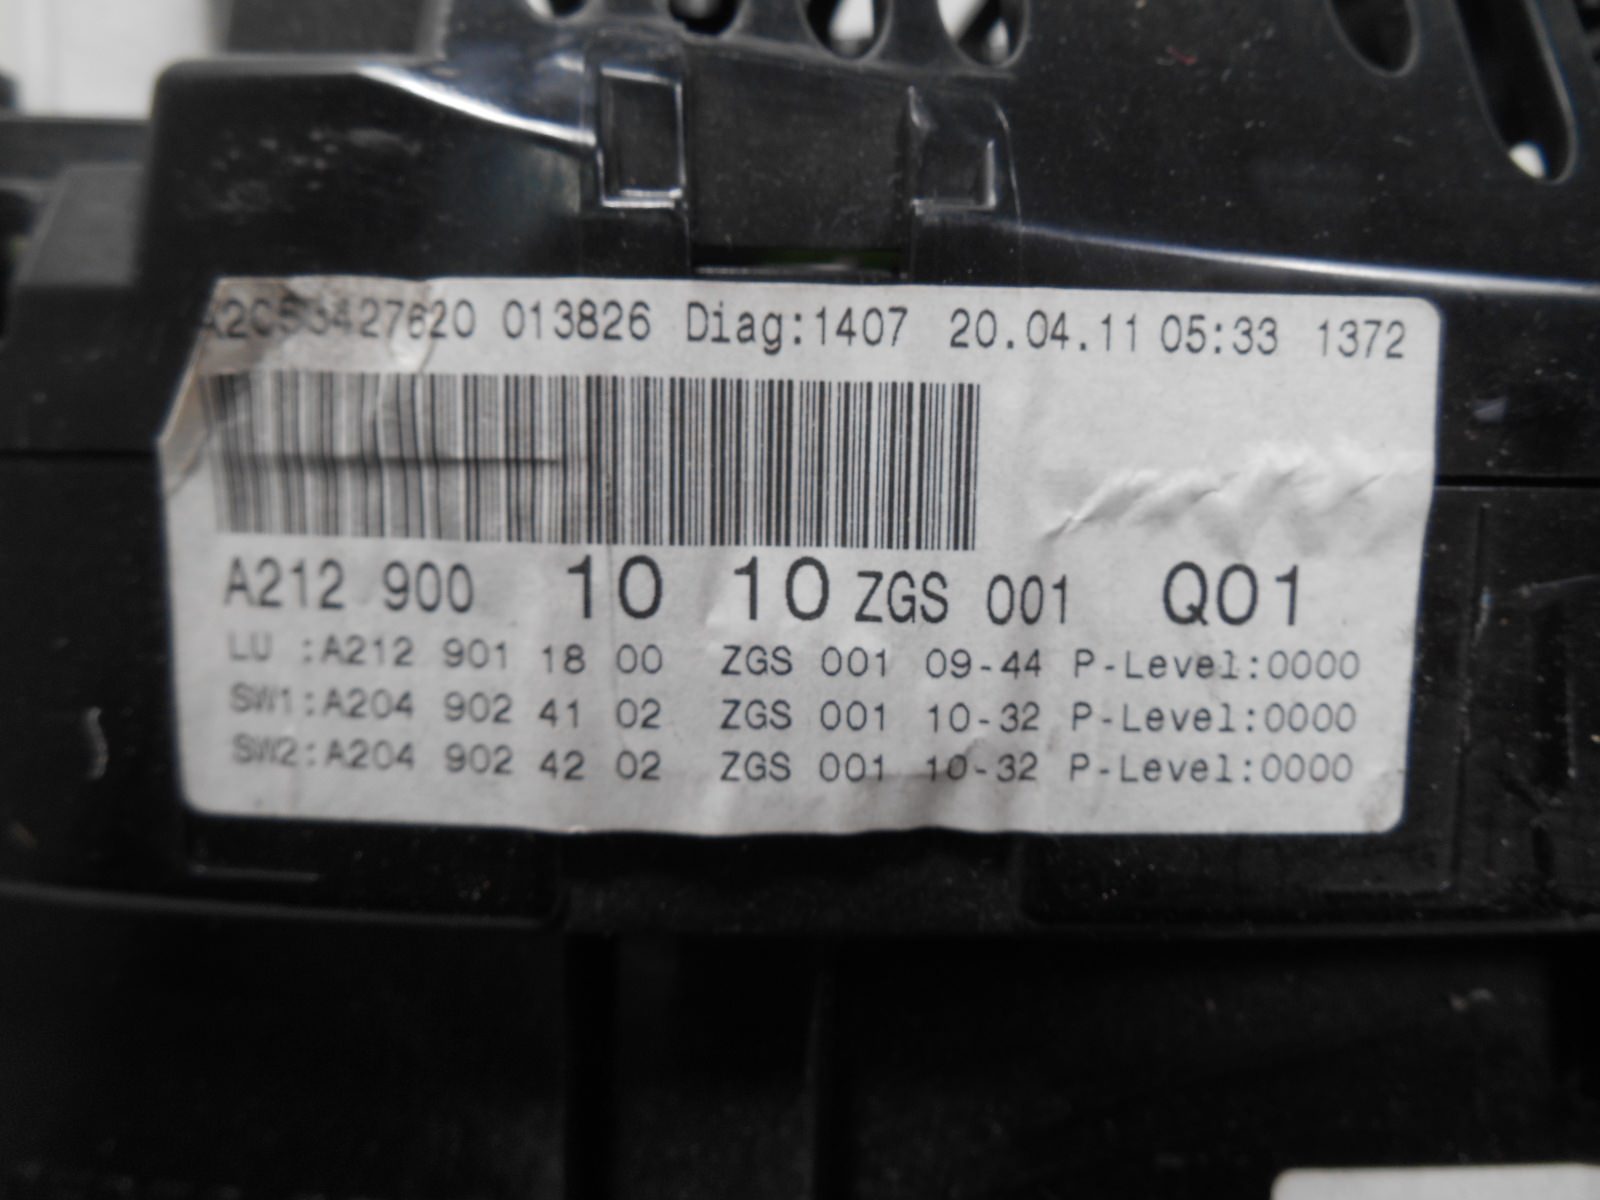 A2C53427620 013826 Diag:1407 20.04.11 05:33 1372
A212 900 10 10 ZGS 001 Q01
LU :A212 901 18 00 ZGS 001 09-44 P-Level:0000
SW1:A204 902 41 02 ZGS 001 10-32 P-Level:0000
SW2:A204 902 42 02 ZGS 001 10-32 P-Level:0000